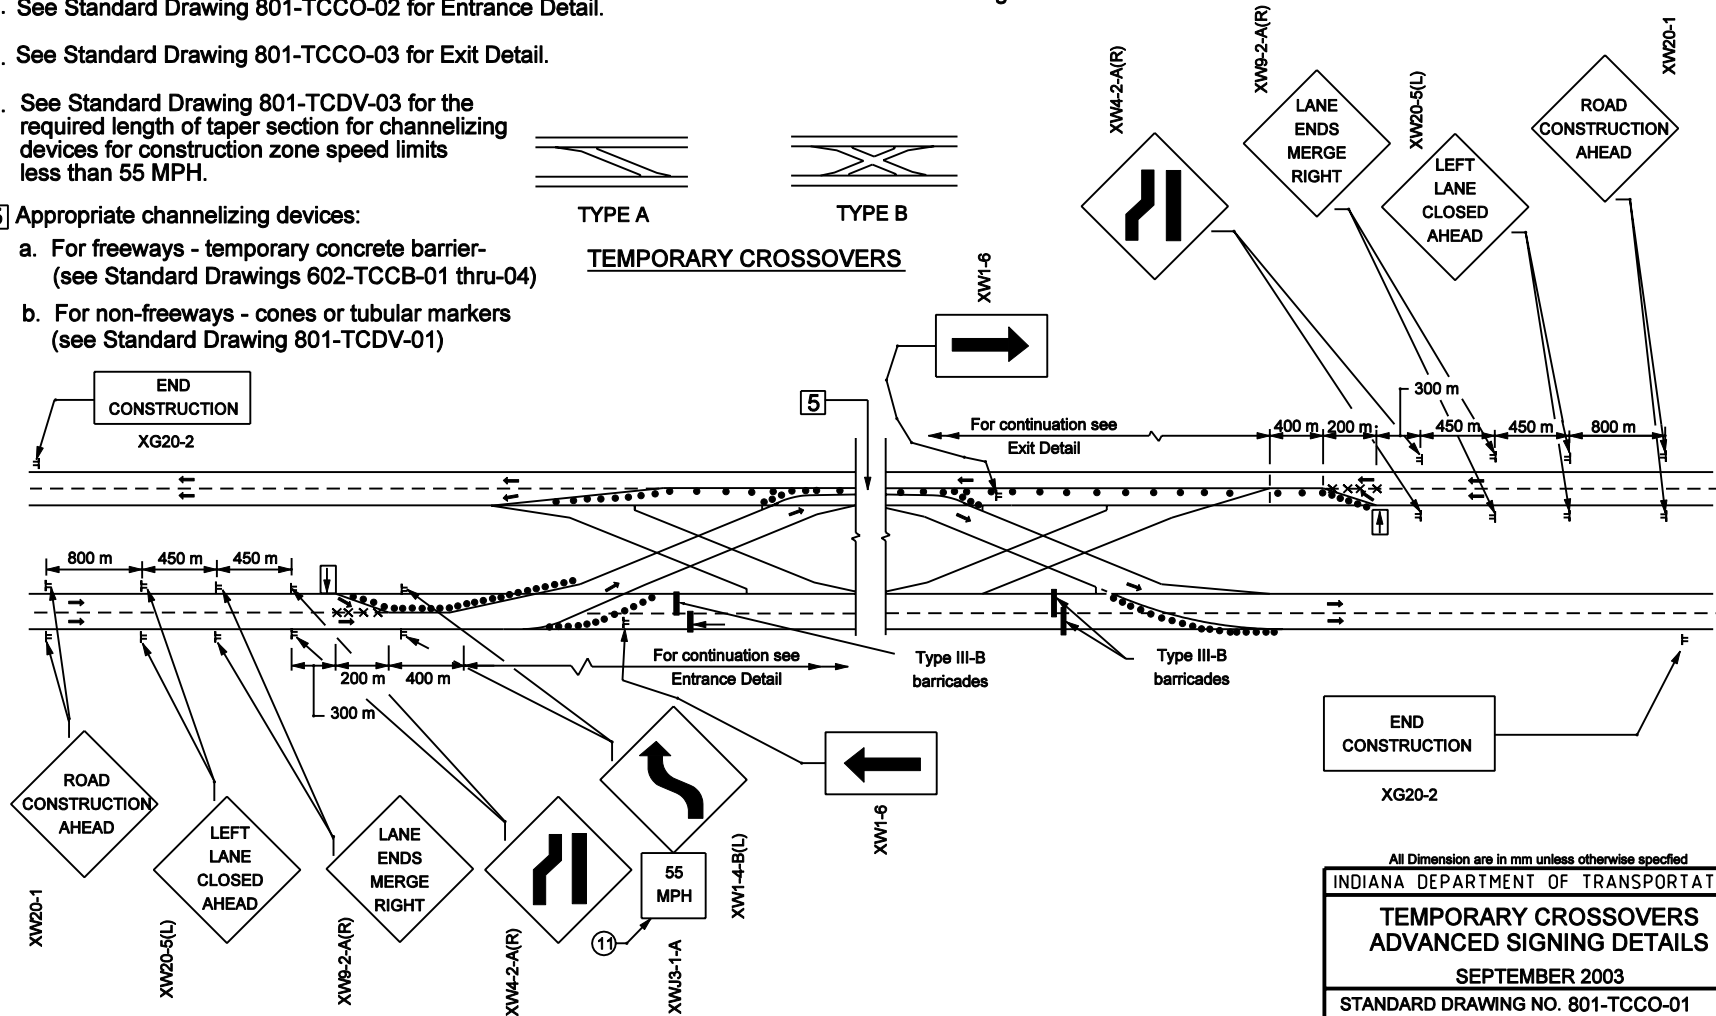 See Standard Drawing 801-TCCO-02 for Entrance Detail.
See Standard Drawing 801-TCCO-03 for Exit Detail.
See Standard Drawing 801-TCDV-03 for the
required length of taper section for channelizing
devices for construction zone speed limits
less than 55 MPH.
Appropriate channelizing devices:
a. For freeways - temporary concrete barrier-
(see Standard Drawings 602-TCCB-01 thru-04)
b. For non-freeways - cones or tubular markers
(see Standard Drawing 801-TCDV-01)
TYPE A
TYPE B
TEMPORARY CROSSOVERS
XW4-2-A(R)
XW9-2-A(R)
XW20-5(L)
XW20-1
LANE
ENDS
MERGE
RIGHT
LEFT
LANE
CLOSED
AHEAD
ROAD
CONSTRUCTION
AHEAD
XW1-6
END
CONSTRUCTION
XG20-2
5
For continuation see
Exit Detail
400 m
200 m
300 m
450 m
450 m
800 m
800 m
450 m
450 m
200 m
400 m
300 m
For continuation see
Entrance Detail
Type III-B
barricades
Type III-B
barricades
ROAD
CONSTRUCTION
AHEAD
XW20-1
LEFT
LANE
CLOSED
AHEAD
XW20-5(L)
LANE
ENDS
MERGE
RIGHT
XW9-2-A(R)
XW4-2-A(R)
55
MPH
11
XWJ3-1-A
XW1-4-B(L)
XW1-6
END
CONSTRUCTION
XG20-2
All Dimension are in mm unless otherwise specfied
INDIANA DEPARTMENT OF TRANSPORTAT
TEMPORARY CROSSOVERS
ADVANCED SIGNING DETAILS
SEPTEMBER 2003
STANDARD DRAWING NO. 801-TCCO-01